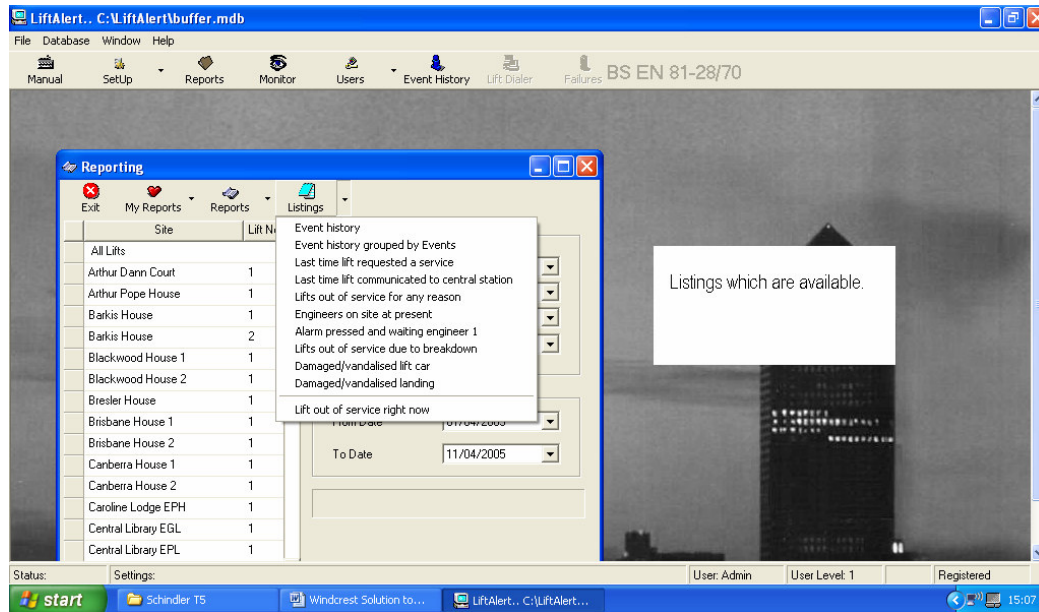 LiftAlert.. C:\LiftAlert\buffer.mdb
File Database Window Help
Manual SetUp Reports Monitor Users Event History Lift Dialer Failures BS EN 81-28/70
Reporting
Exit My Reports Reports Listings
Site Lift N
All Lifts
Arthur Dann Court 1
Arthur Pope House 1
Barkis House 1
Barkis House 2
Blackwood House 1 1
Blackwood House 2 1
Bresler House 1
Brisbane House 1 1
Brisbane House 2 1
Canberra House 1 1
Canberra House 2 1
Caroline Lodge EPH 1
Central Library EGL 1
Central Library EPL 1
Event history
Event history grouped by Events
Last time lift requested a service
Last time lift communicated to central station
Lifts out of service for any reason
Engineers on site at present
Alarm pressed and waiting engineer 1
Lifts out of service due to breakdown
Damaged/vandalised lift car
Damaged/vandalised landing
Lift out of service right now
From Date 01/04/2005
To Date 11/04/2005
Listings which are available.
Status: Settings: User: Admin User Level: 1 Registered
start Schindler T5 Windcrest Solution to... LiftAlert.. C:\LiftAlert... 15:07